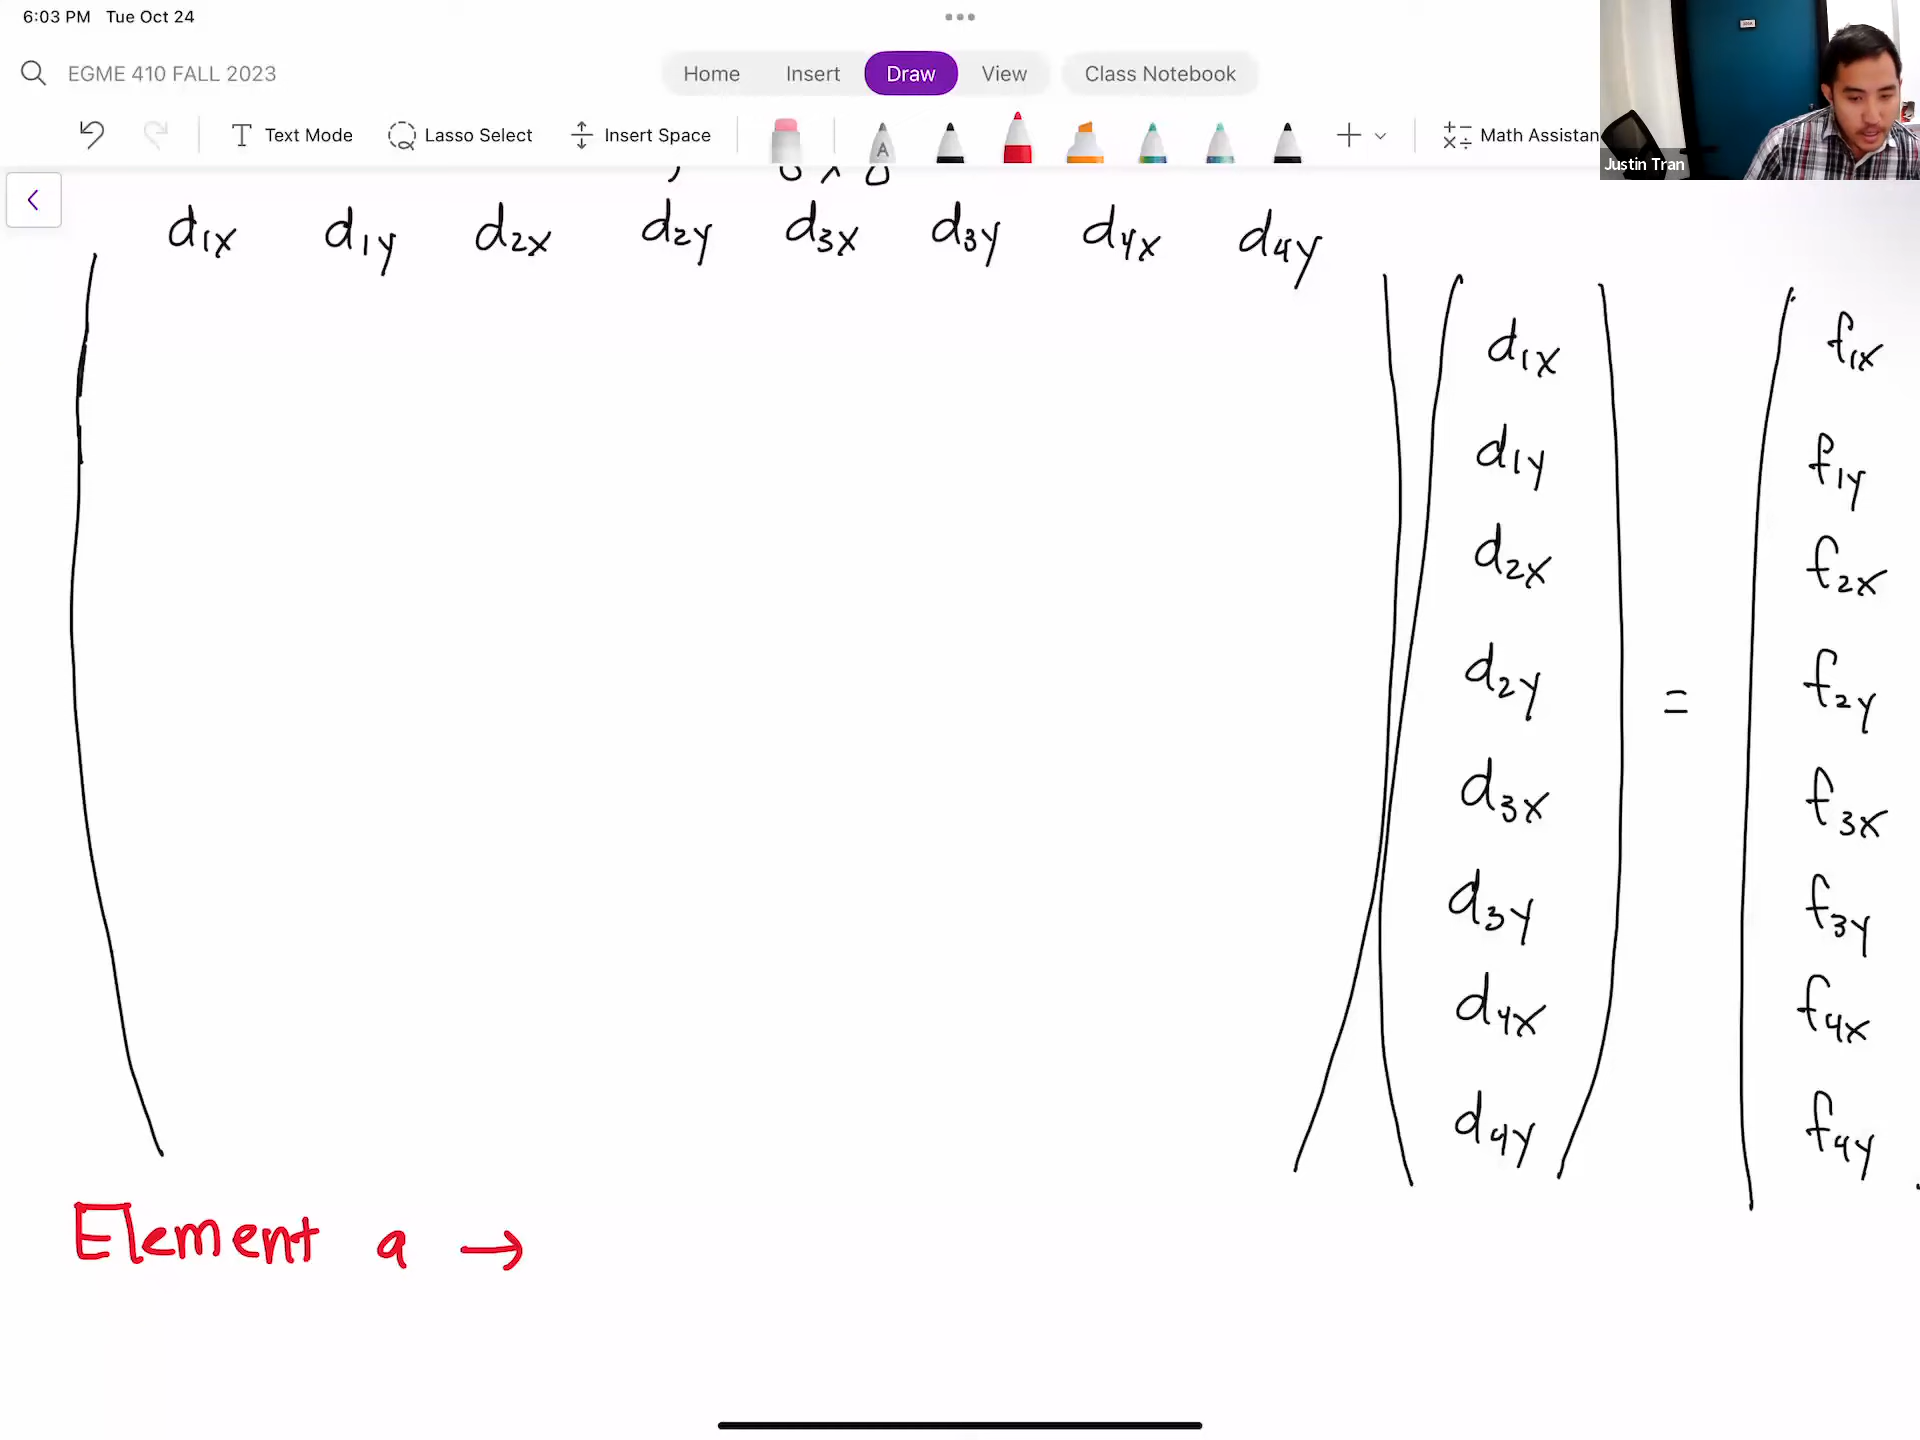 6:03 PM Tue Oct 24
EGME 410 FALL 2023
Home Insert Draw View Class Notebook
Text Mode Lasso Select Insert Space A Math Assistan
Justin Tran
d1x d1y d2x d2y d3x d3y d4x d4y
d1x f1x
d1y f1y
d2x f2x
d2y = f2y
d3x f3x
d3y f3y
d4x f4x
d4y f4y
Element a →